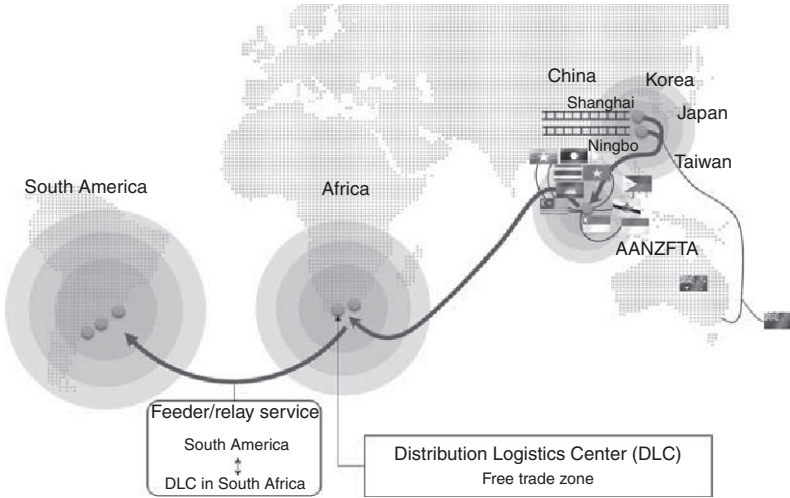 China
Korea
Shanghai
Japan
Ningbo
Taiwan
South America
Africa
AANZFTA
Feeder/relay service
South America
DLC in South Africa
Distribution Logistics Center (DLC)
Free trade zone